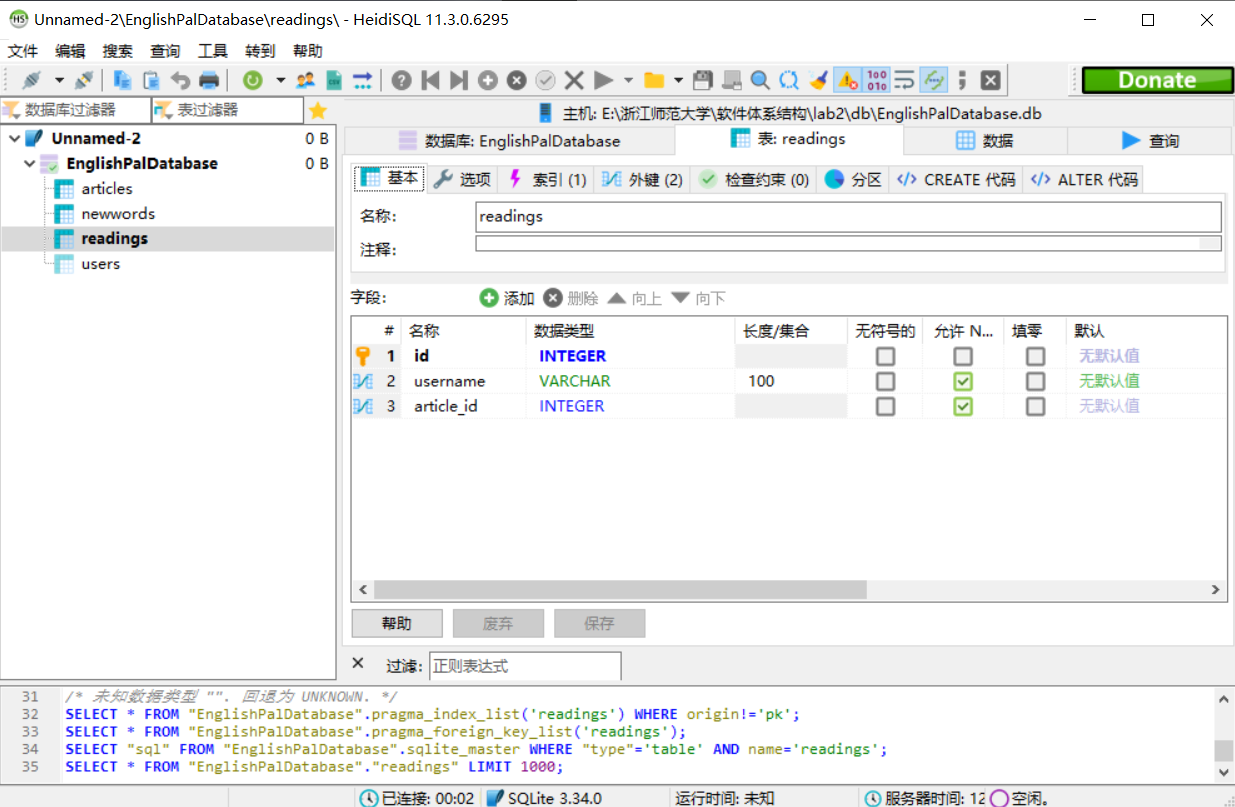 Unnamed-2\EnglishPalDatabase\readings\ - HeidiSQL 11.3.0.6295
文件 编辑 搜索 查询 工具 转到 帮助
Donate
数据库过滤器 表过滤器
主机: E:\浙江师范大学\软件体系结构\lab2\db\EnglishPalDatabase.db
Unnamed-2 0 B
EnglishPalDatabase 0 B
articles
newwords
readings
users
数据库: EnglishPalDatabase 表: readings 数据 查询
基本 选项 索引 (1) 外键 (2) 检查约束 (0) 分区 CREATE 代码 ALTER 代码
名称: readings
注释:
字段: 添加 删除 向上 向下
# 名称 数据类型 长度/集合 无符号的 允许 N... 填零 默认
1 id INTEGER 无默认值
2 username VARCHAR 100 无默认值
3 article_id INTEGER 无默认值
帮助 废弃 保存
过滤: 正则表达式
31 /* 未知数据类型 "". 回退为 UNKNOWN. */
32 SELECT * FROM "EnglishPalDatabase".pragma_index_list('readings') WHERE origin!='pk';
33 SELECT * FROM "EnglishPalDatabase".pragma_foreign_key_list('readings');
34 SELECT "sql" FROM "EnglishPalDatabase".sqlite_master WHERE "type"='table' AND name='readings';
35 SELECT * FROM "EnglishPalDatabase"."readings" LIMIT 1000;
已连接: 00:02 SQLite 3.34.0 运行时间: 未知 服务器时间: 12 空闲。